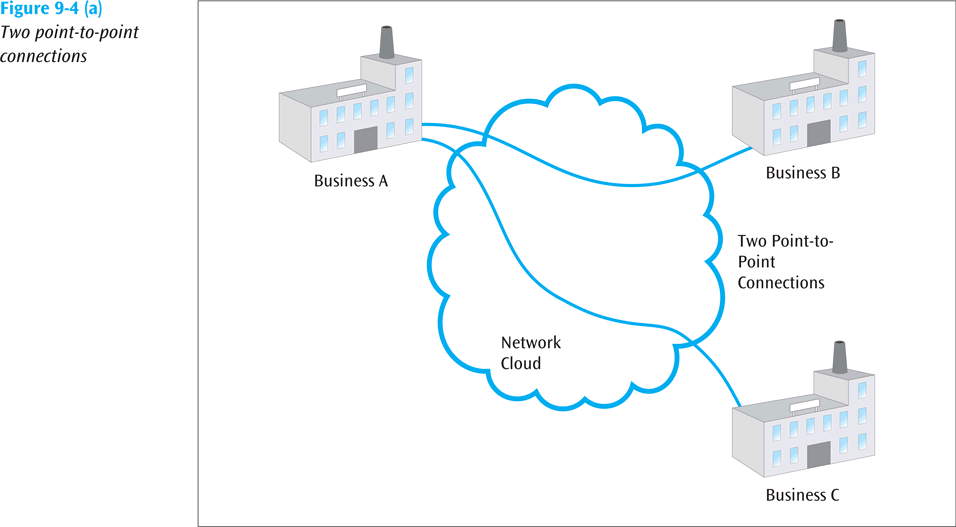 Figure 9-4 (a)
Two point-to-point
connections
Business A
Business B
Two Point-to-
Point
Connections
Network
Cloud
Business C